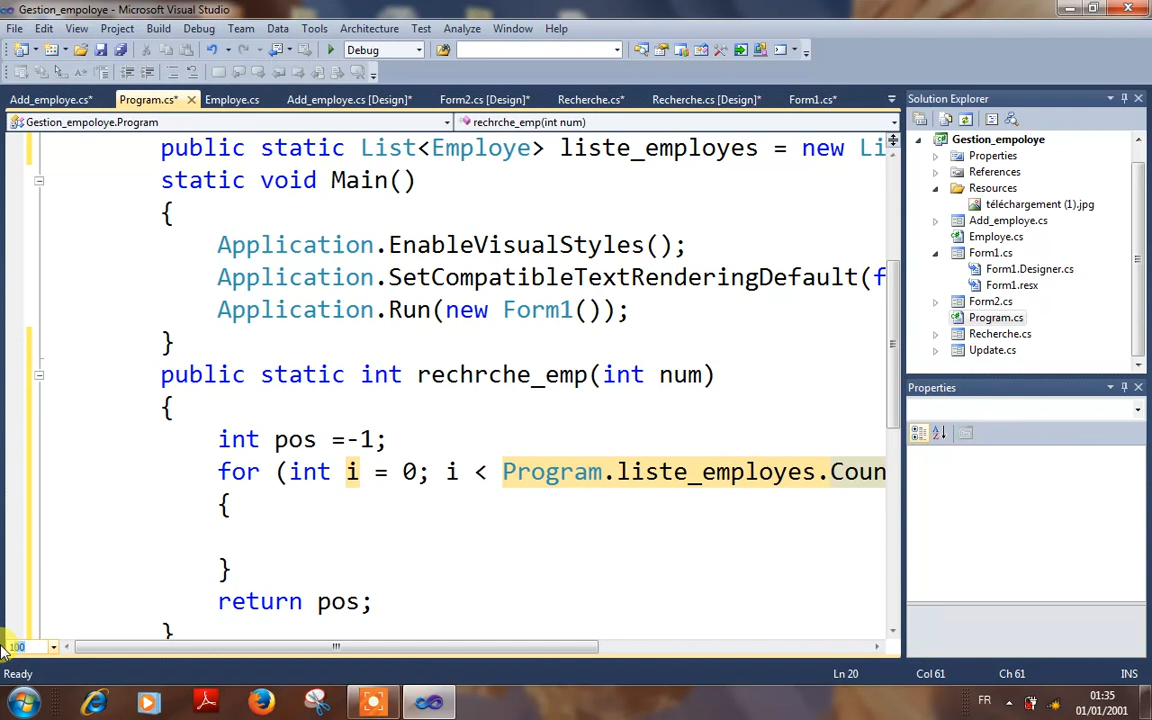 Gestion_empoloye - Microsoft Visual Studio
File Edit View Project Build Debug Team Data Tools Architecture Test Analyze Window Help
Debug
Add_employe.cs* Program.cs* Employe.cs Add_employe.cs [Design]* Form2.cs [Design]* Recherche.cs* Recherche.cs [Design]* Form1.cs*
Gestion_empoloye.Program rechrche_emp(int num)
public static List<Employe> liste_employes = new Li
static void Main()
{
Application.EnableVisualStyles();
Application.SetCompatibleTextRenderingDefault(f
Application.Run(new Form1());
}
public static int rechrche_emp(int num)
{
int pos =-1;
for (int i = 0; i < Program.liste_employes.Coun
{
}
return pos;
}
100
Solution Explorer
Gestion_empoloye
Properties
References
Resources
téléchargement (1).jpg
Add_employe.cs
Employe.cs
Form1.cs
Form1.Designer.cs
Form1.resx
Form2.cs
Program.cs
Recherche.cs
Update.cs
Properties
Ready Ln 20 Col 61 Ch 61 INS
FR 01:35
01/01/2001